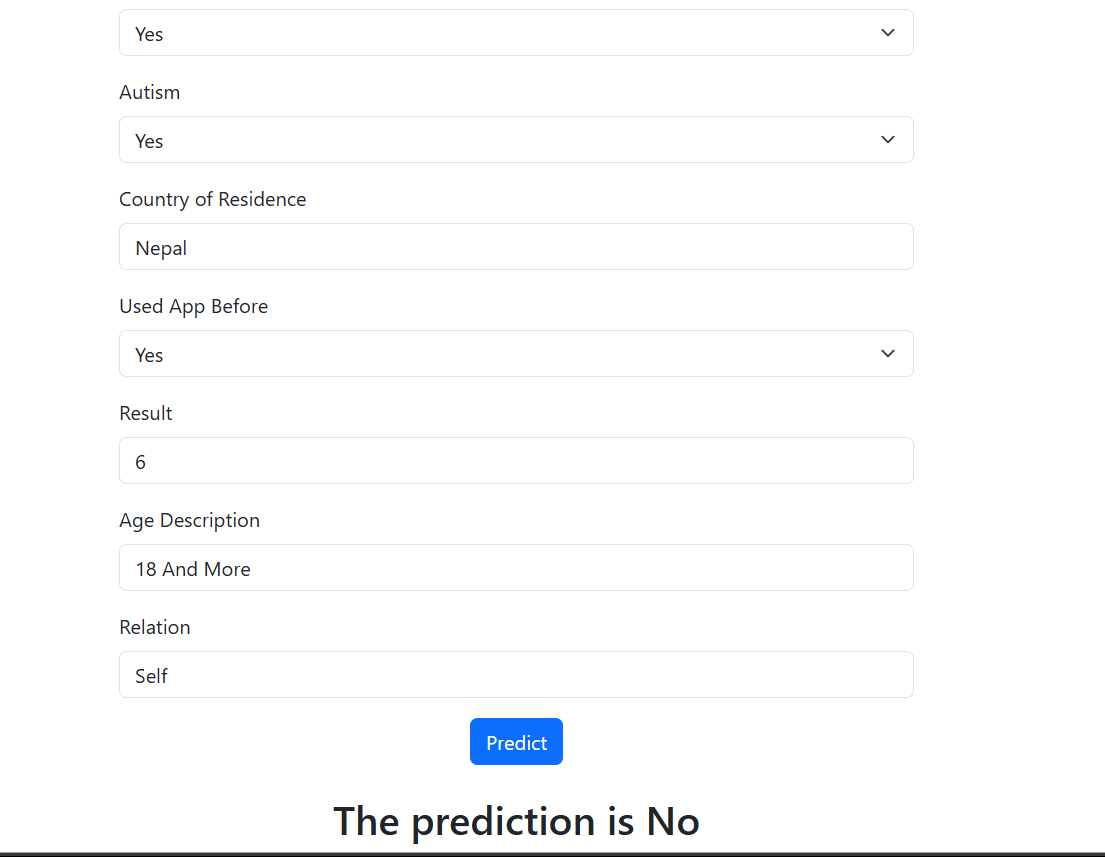 Yes
Autism
Yes
Country of Residence
Nepal
Used App Before
Yes
Result
6
Age Description
18 And More
Relation
Self
Predict
The prediction is No